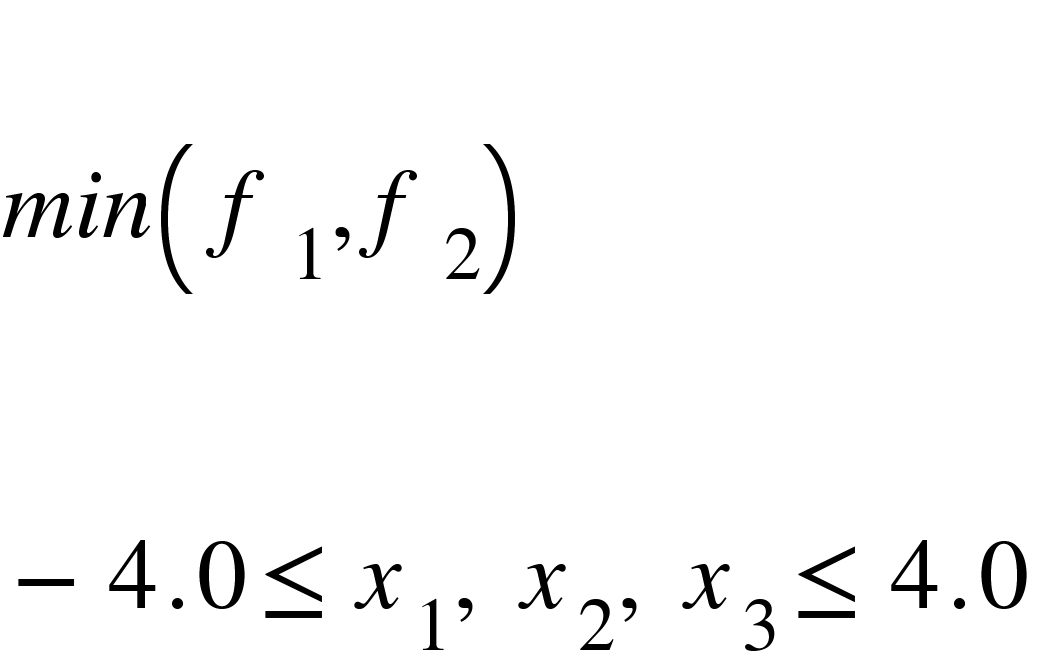 min(f₁,f₂)
− 4.0 ≤ x₁, x₂, x₃ ≤ 4.0